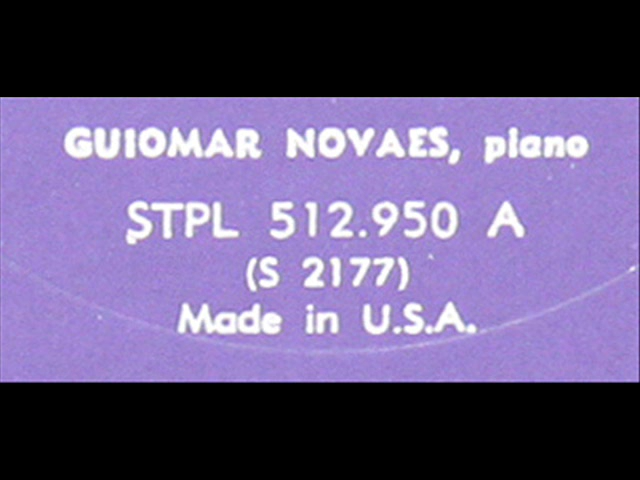 GUIOMAR NOVAES, piano
STPL 512.950 A
(S 2177)
Made in U.S.A.